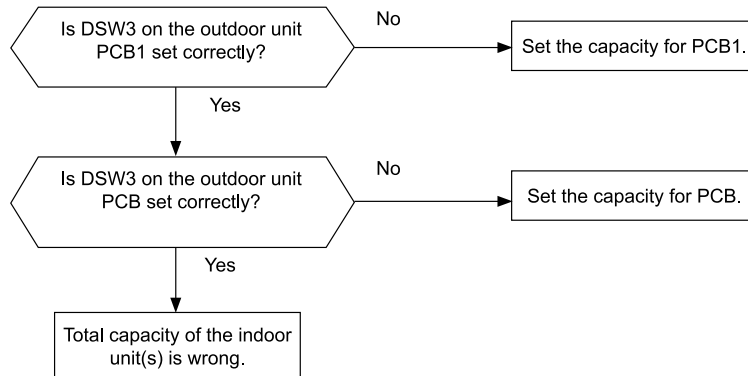 Is DSW3 on the outdoor unit
PCB1 set correctly?
No
Set the capacity for PCB1.
Yes
Is DSW3 on the outdoor unit
PCB set correctly?
No
Set the capacity for PCB.
Yes
Total capacity of the indoor
unit(s) is wrong.